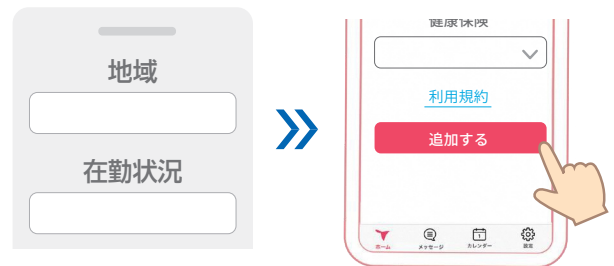 地域
在勤状況
健康保険
利用規約
追加する
ホーム
メッセージ
カレンダー
設定